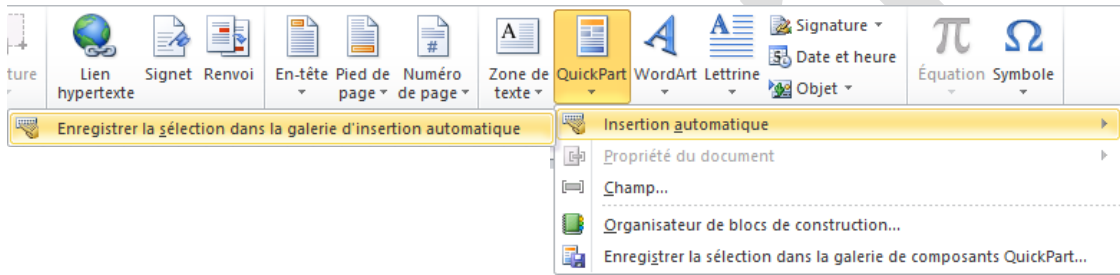 ture
Lien hypertexte
Signet
Renvoi
En-tête
Pied de page
Numéro de page
Zone de texte
QuickPart
WordArt
Lettrine
Signature
Date et heure
Objet
π
Équation
Ω
Symbole
Enregistrer la sélection dans la galerie d'insertion automatique
Insertion automatique
Propriété du document
Champ...
Organisateur de blocs de construction...
Enregistrer la sélection dans la galerie de composants QuickPart...